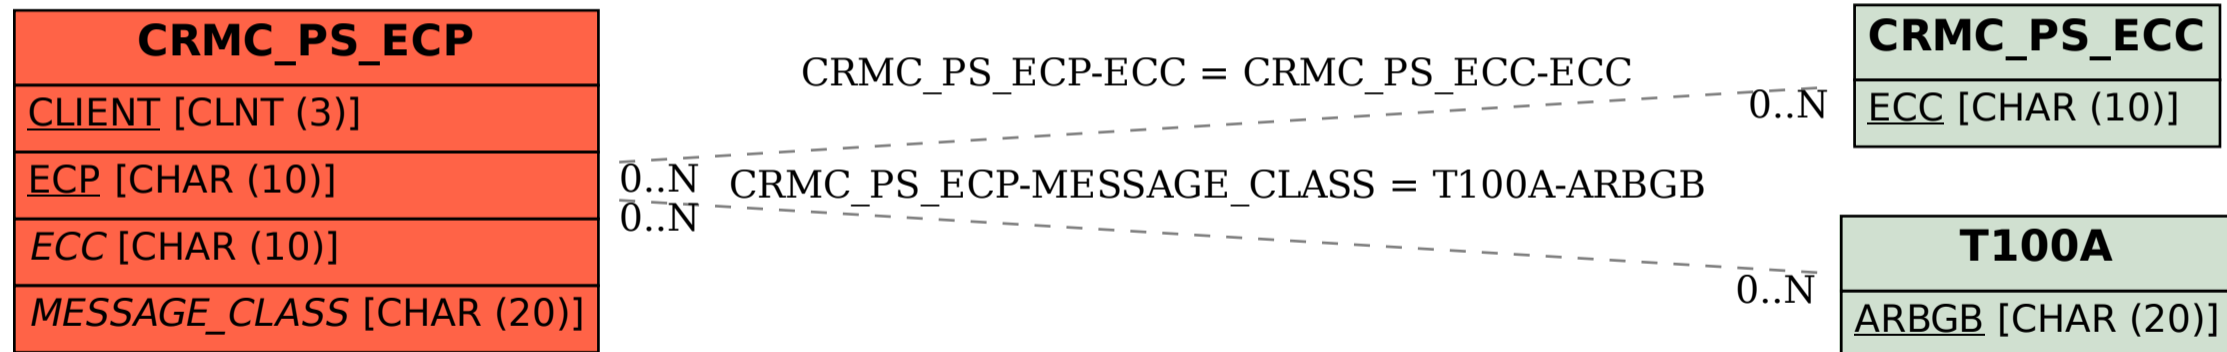 CRMC_PS_ECP
CLIENT [CLNT (3)]
ECP [CHAR (10)]
ECC [CHAR (10)]
MESSAGE_CLASS [CHAR (20)]
CRMC_PS_ECP-ECC = CRMC_PS_ECC-ECC
0..N
0..N
CRMC_PS_ECP-MESSAGE_CLASS = T100A-ARBGB
0..N
0..N
CRMC_PS_ECC
ECC [CHAR (10)]
T100A
ARBGB [CHAR (20)]